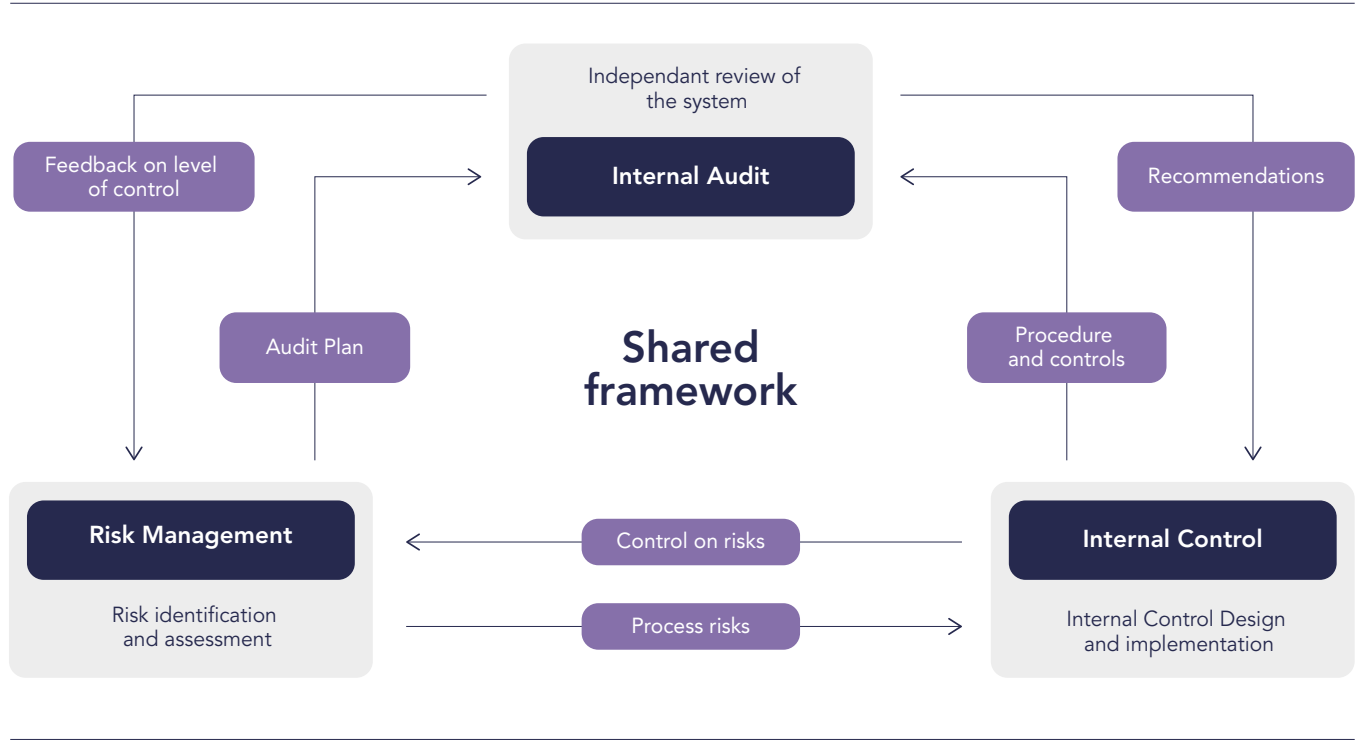 Independant review of
the system
Internal Audit
Feedback on level
of control
Recommendations
Audit Plan
Shared
framework
Procedure
and controls
Risk Management
Risk identification
and assessment
Control on risks
Process risks
Internal Control
Internal Control Design
and implementation